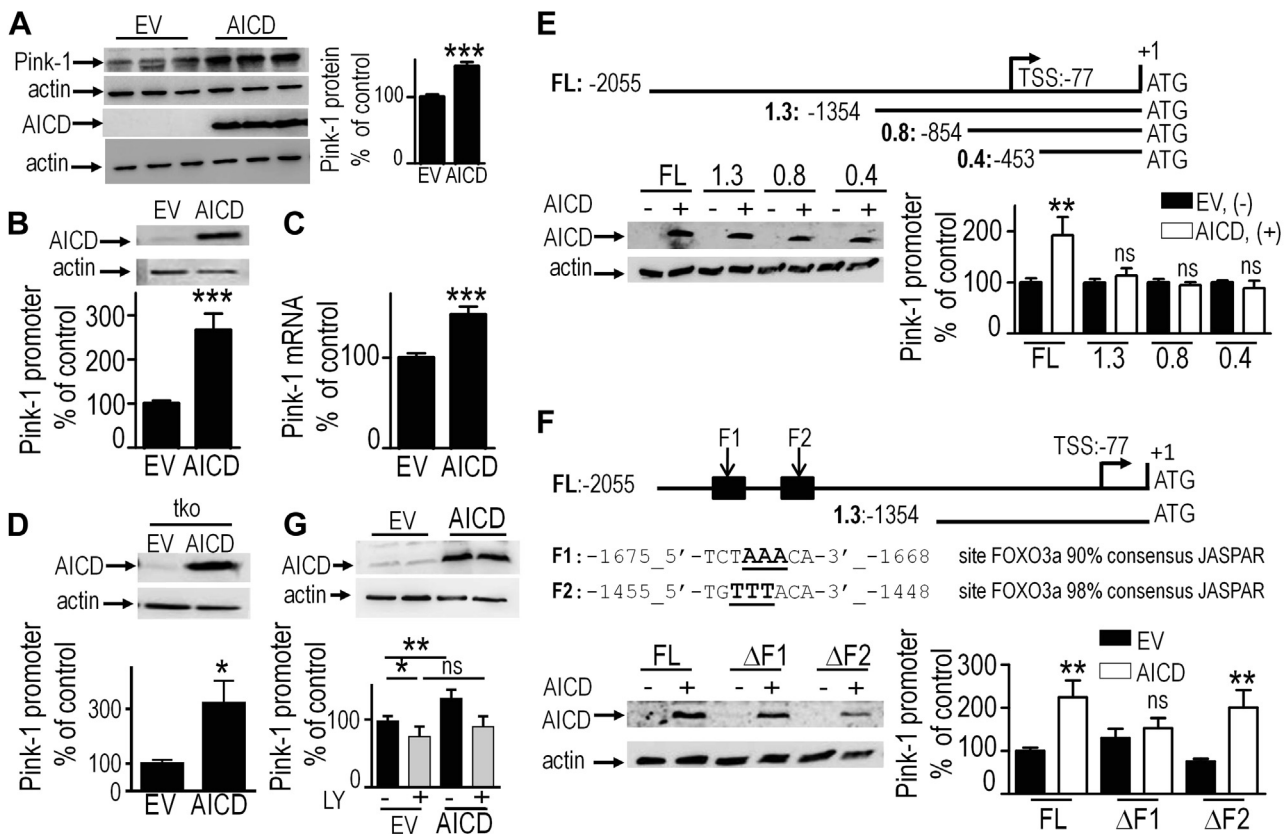 A
EV AICD
Pink-1
actin
AICD
actin
Pink-1 protein
% of control
100
0
***
EV AICD
B
EV AICD
AICD
actin
Pink-1 promoter
% of control
300
200
100
0
***
EV AICD
C
Pink-1 mRNA
% of control
100
0
***
EV AICD
D
tko
EV AICD
AICD
actin
Pink-1 promoter
% of control
300
100
0
*
EV AICD
G
EV AICD
AICD
actin
Pink-1 promoter
% of control
100
0
**
* ns
LY - + - +
EV AICD
E
+1
TSS:-77
FL: -2055 ATG
1.3: -1354 ATG
0.8: -854 ATG
0.4:-453 ATG
FL 1.3 0.8 0.4
AICD - + - + - + - +
AICD
actin
Pink-1 promoter
% of control
200
100
0
** ns ns ns
EV, (-)
AICD, (+)
FL 1.3 0.8 0.4
F
F1 F2
TSS:-77
+1
FL:-2055 ATG
1.3:-1354 ATG
F1: -1675_5’-TCTAAACA-3’_-1668 site FOXO3a 90% consensus JASPAR
F2: -1455_5’-TGTTTACA-3’_-1448 site FOXO3a 98% consensus JASPAR
FL ΔF1 ΔF2
AICD - + - + - +
AICD
actin
Pink-1 promoter
% of control
300
200
100
0
EV
AICD
** ns **
FL ΔF1 ΔF2